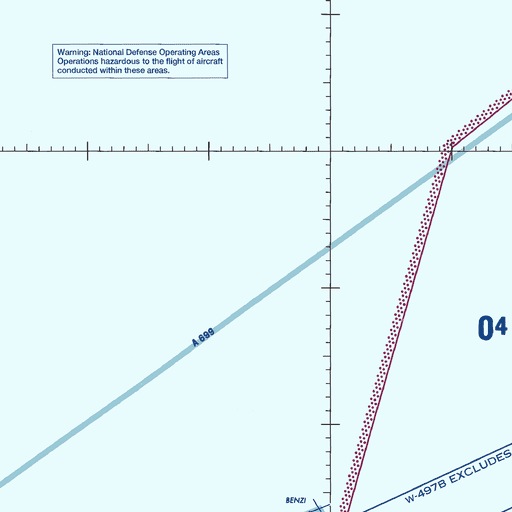 Warning: National Defense Operating Areas
Operations hazardous to the flight of aircraft
conducted within these areas.
A 699
04
W-497B EXCLUDES
BENZI